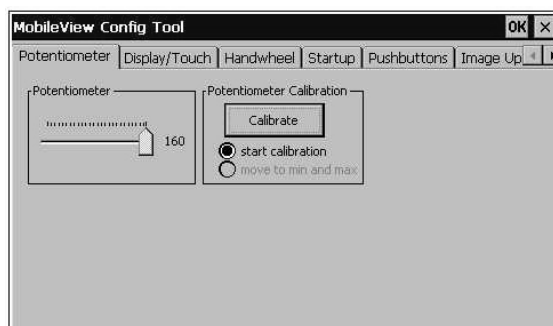 MobileView Config Tool OK ×
Potentiometer Display/Touch Handwheel Startup Pushbuttons Image Up
Potentiometer
160
Potentiometer Calibration
Calibrate
start calibration
move to min and max